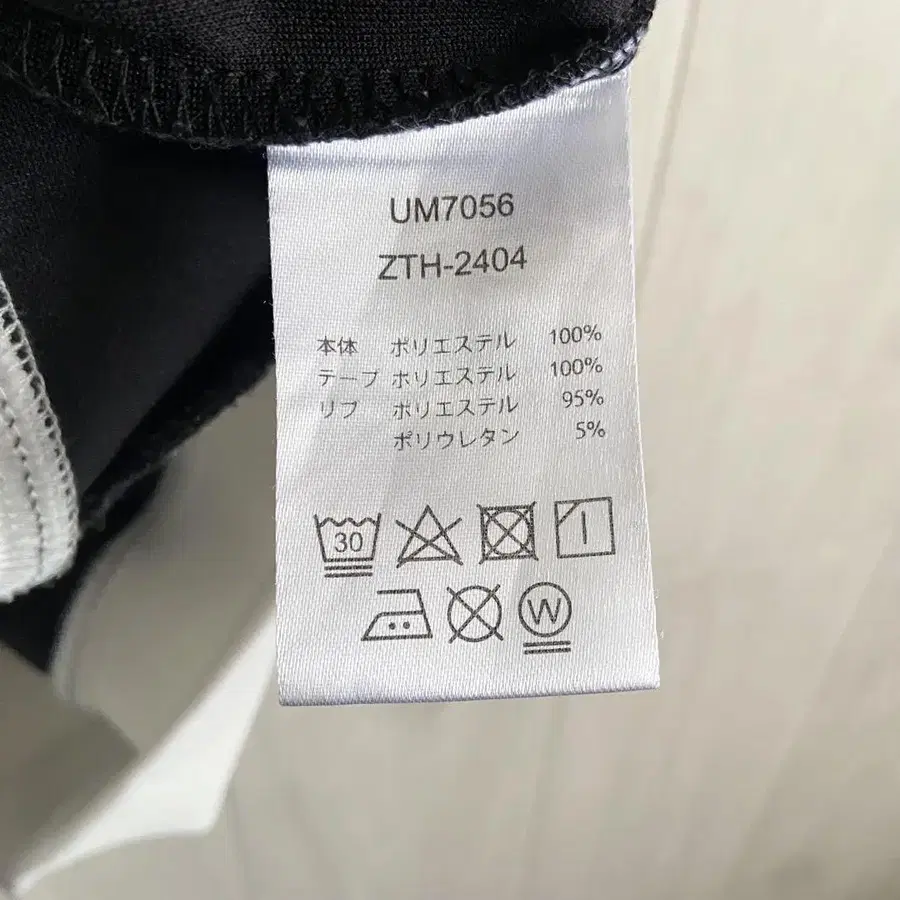 UM7056
ZTH-2404
本体 ポリエステル 100%
テープ ポリエステル 100%
リブ ポリエステル 95%
ポリウレタン 5%
30
W